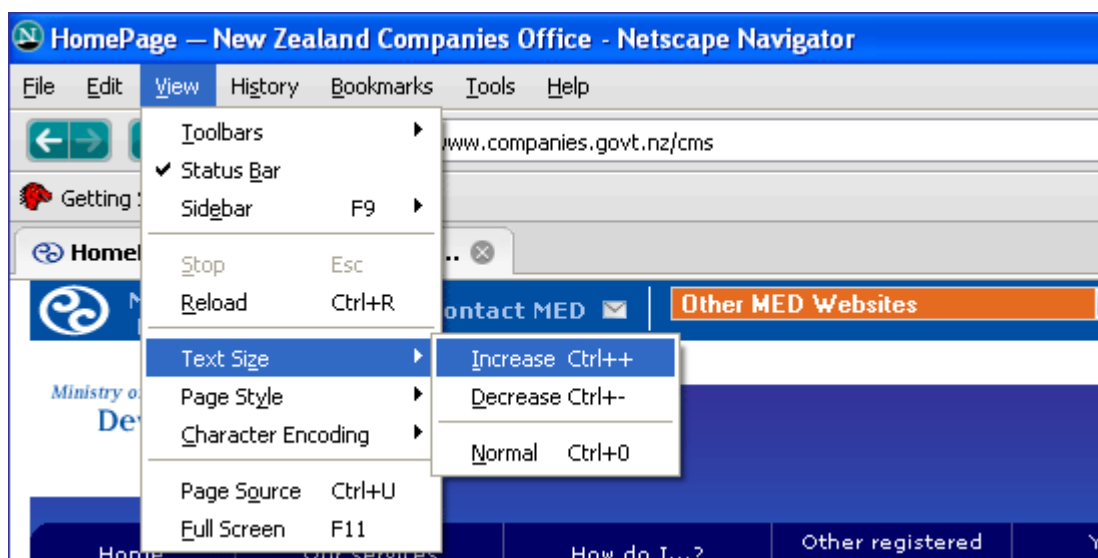 HomePage — New Zealand Companies Office - Netscape Navigator
File Edit View History Bookmarks Tools Help
Toolbars
www.companies.govt.nz/cms
Status Bar
Getting
Sidebar F9
Stop Esc
..
Reload Ctrl+R
MED
Other MED Websites
Text Size
Increase Ctrl++
Ministry
Page Style
Decrease Ctrl+-
Character Encoding
Normal Ctrl+0
Page Source Ctrl+U
Full Screen F11
Home
Our Services
How do I...?
Other registered